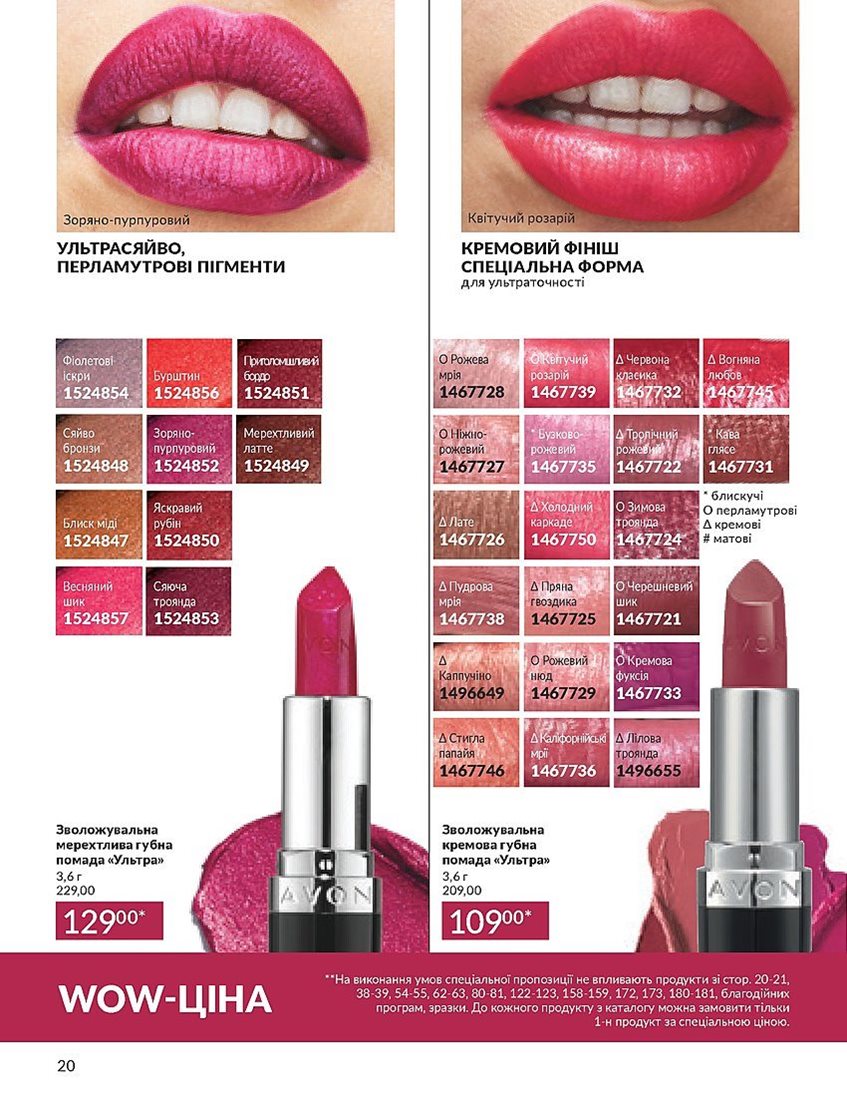 Зоряно-пурпуровий
УЛЬТРАСЯЙВО,
ПЕРЛАМУТРОВІ ПІГМЕНТИ
Фіолетові
іскри
1524854
Бурштин
1524856
Приголомшливий
бордо
1524851
Сяйво
бронзи
1524848
Зоряно-
пурпуровий
1524852
Мерехтливий
латте
1524849
Блиск міді
1524847
Яскравий
рубін
1524850
Весняний
шик
1524857
Сяюча
троянда
1524853
AVON
AVON
Зволожувальна
мерехтлива губна
помада «Ультра»
3,6 г
229,00
12900*
Квітучий розарій
КРЕМОВИЙ ФІНІШ
СПЕЦІАЛЬНА ФОРМА
для ультраточності
О Рожева
мрія
1467728
О Квітучий
розарій
1467739
Δ Червона
класика
1467732
Δ Вогняна
любов
1467745
О Ніжно-
рожевий
1467727
* Бузково-
рожевий
1467735
Δ Тропічний
рожевий
1467722
* Кава
глясе
1467731
Δ Лате
1467726
Δ Холодний
каркаде
1467750
О Зимова
троянда
1467724
* блискучі
О перламутрові
Δ кремові
# матові
Δ Пудрова
мрія
1467738
Δ Пряна
гвоздика
1467725
О Черешневий
шик
1467721
Δ
Каппучіно
1496649
О Рожевий
нюд
1467729
О Кремова
фуксія
1467733
Δ Стигла
папайя
1467746
Δ Каліфорнійські
мрії
1467736
Δ Лілова
троянда
1496655
AVON
AVON
Зволожувальна
кремова губна
помада «Ультра»
3,6 г
209,00
10900*
WOW-ЦІНА
**На виконання умов спеціальної пропозиції не впливають продукти зі стор. 20-21,
38-39, 54-55, 62-63, 80-81, 122-123, 158-159, 172, 173, 180-181, благодійних
програм, зразки. До кожного продукту з каталогу можна замовити тільки
1-н продукт за спеціальною ціною.
20